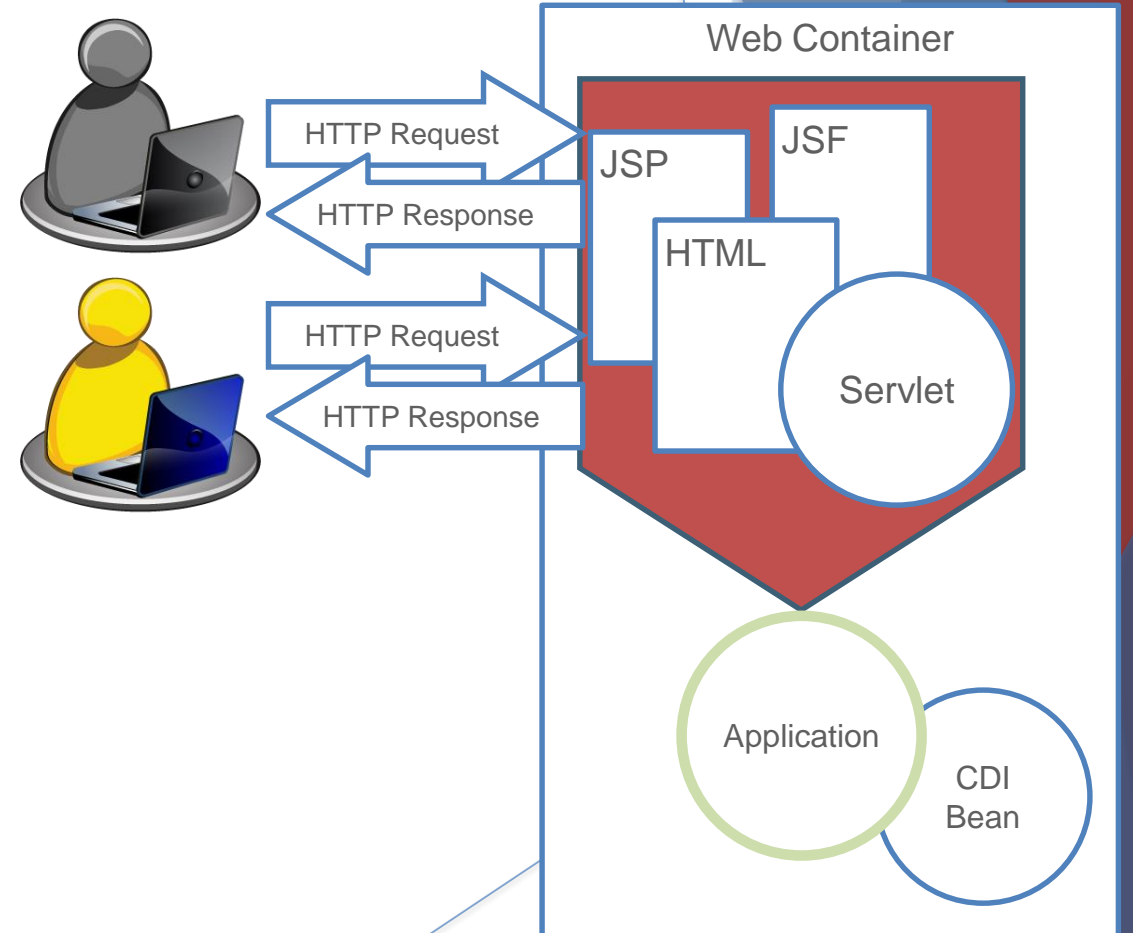 Web Container
HTTP Request
HTTP Response
HTTP Request
HTTP Response
JSP
JSF
HTML
Servlet
Application
CDI
Bean